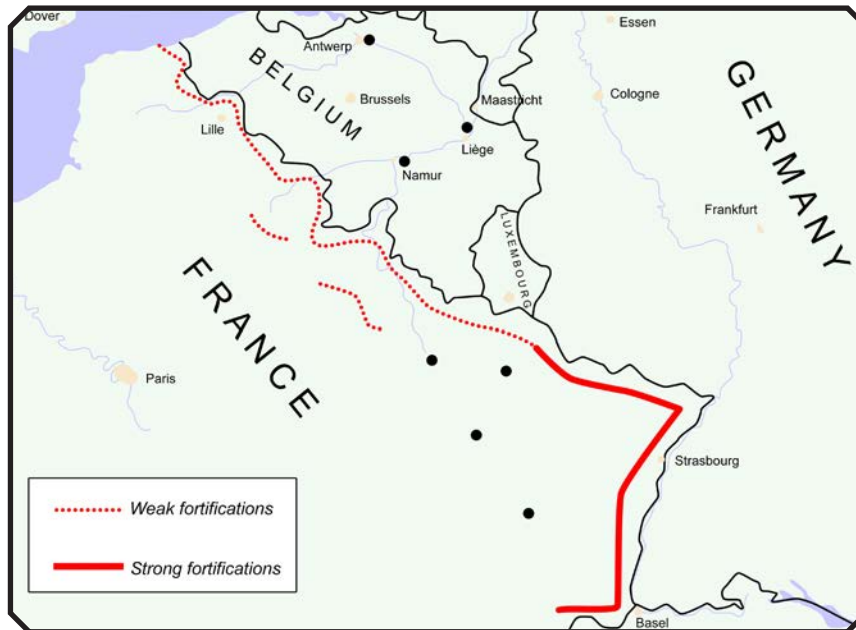 Dover
Essen
Antwerp
BELGIUM
GERMANY
Brussels
Maastricht
Cologne
Lille
Liège
Namur
Frankfurt
LUXEMBOURG
FRANCE
Paris
Strasbourg
Weak fortifications
Strong fortifications
Basel